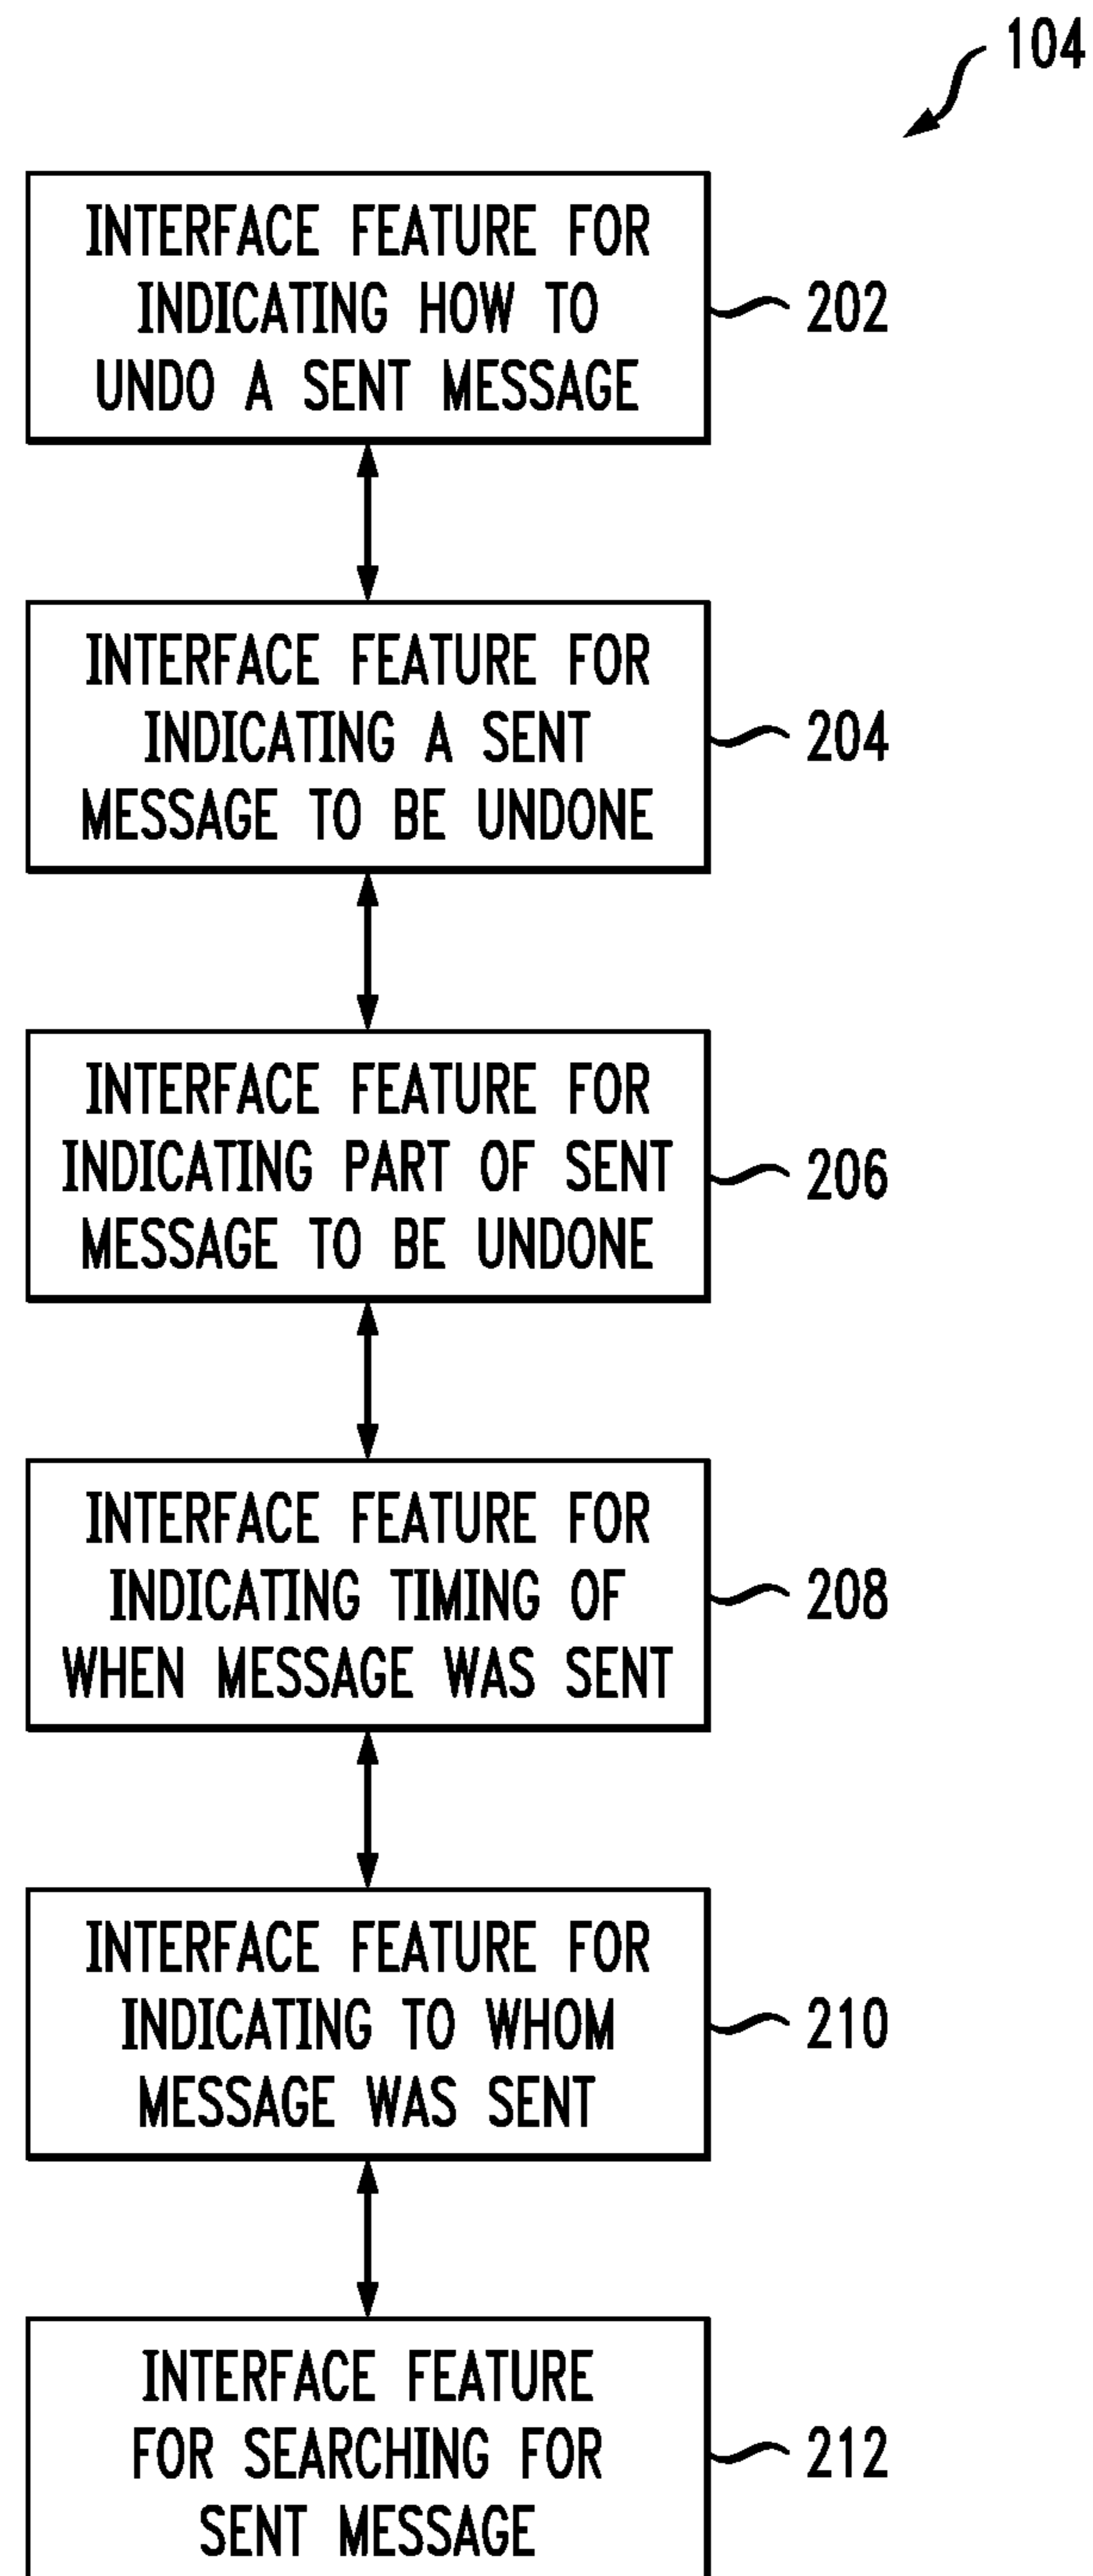 104
INTERFACE FEATURE FOR
INDICATING HOW TO
UNDO A SENT MESSAGE
202
INTERFACE FEATURE FOR
INDICATING A SENT
MESSAGE TO BE UNDONE
204
INTERFACE FEATURE FOR
INDICATING PART OF SENT
MESSAGE TO BE UNDONE
206
INTERFACE FEATURE FOR
INDICATING TIMING OF
WHEN MESSAGE WAS SENT
208
INTERFACE FEATURE FOR
INDICATING TO WHOM
MESSAGE WAS SENT
210
INTERFACE FEATURE
FOR SEARCHING FOR
SENT MESSAGE
212